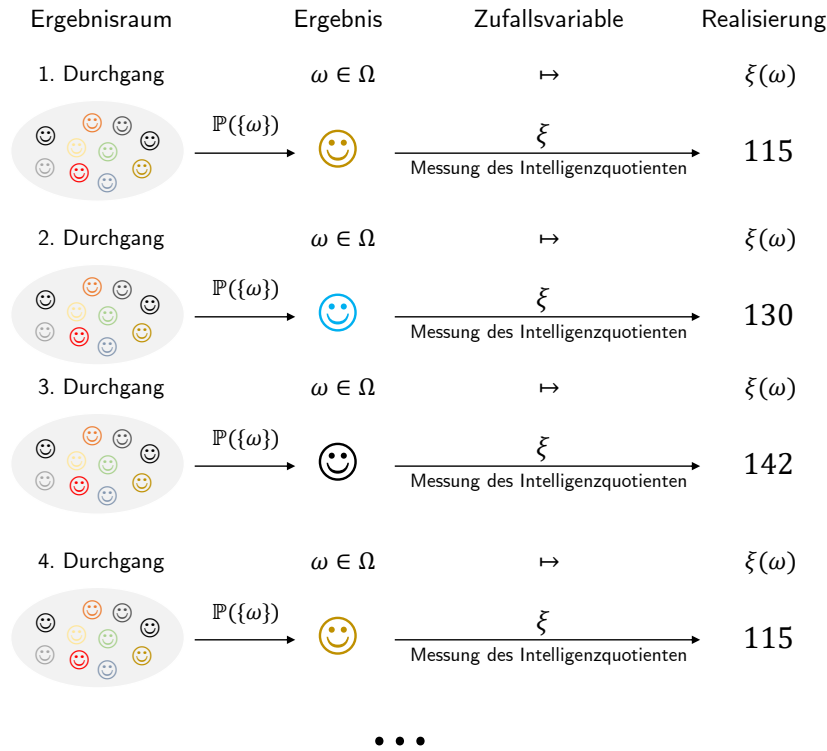 Ergebnisraum Ergebnis Zufallsvariable Realisierung
1. Durchgang ω ∈ Ω ↦ ξ(ω)
ℙ({ω}) ξ 115
Messung des Intelligenzquotienten
2. Durchgang ω ∈ Ω ↦ ξ(ω)
ℙ({ω}) ξ 130
Messung des Intelligenzquotienten
3. Durchgang ω ∈ Ω ↦ ξ(ω)
ℙ({ω}) ξ 142
Messung des Intelligenzquotienten
4. Durchgang ω ∈ Ω ↦ ξ(ω)
ℙ({ω}) ξ 115
Messung des Intelligenzquotienten
• • •